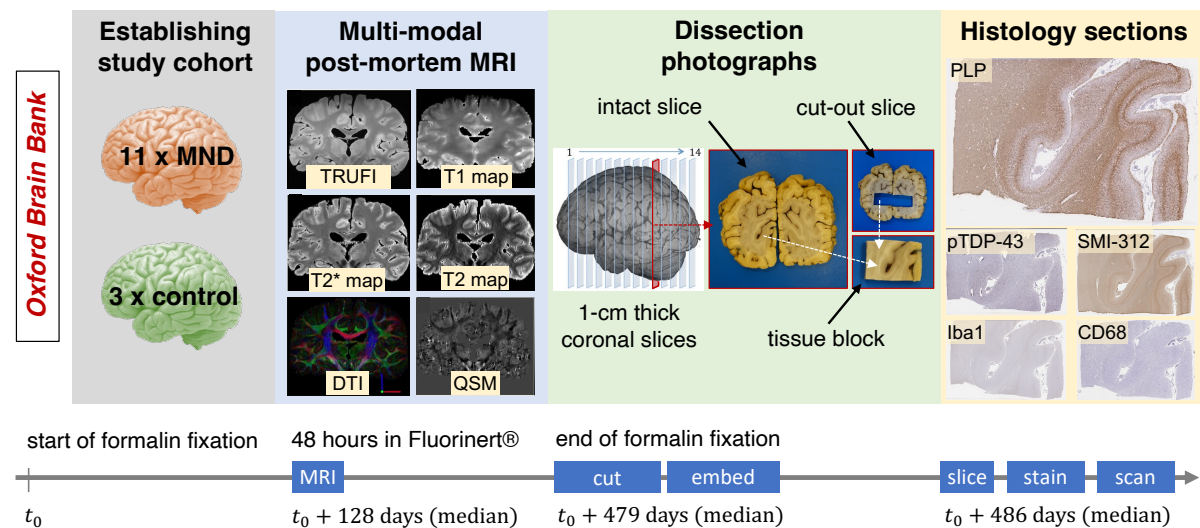 Oxford Brain Bank
Establishing
study cohort
11 x MND
3 x control
Multi-modal
post-mortem MRI
TRUFI
T1 map
T2* map
T2 map
DTI
QSM
Dissection
photographs
intact slice
cut-out slice
1
14
1-cm thick
coronal slices
tissue block
Histology sections
PLP
pTDP-43
SMI-312
Iba1
CD68
start of formalin fixation
48 hours in Fluorinert®
end of formalin fixation
MRI
cut
embed
slice
stain
scan
t₀
t₀ + 128 days (median)
t₀ + 479 days (median)
t₀ + 486 days (median)